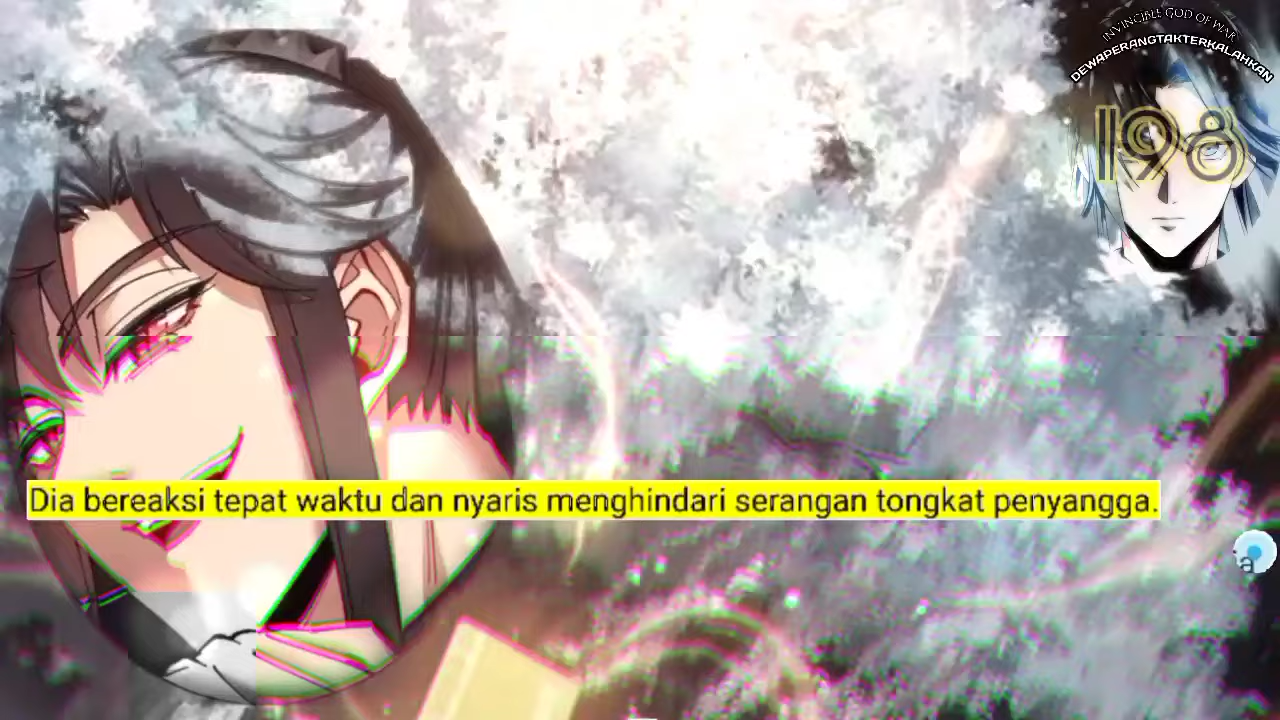 INVINCIBLE GOD OF WAR
DEWAPERANGTAKTERKALAHKAN
198
Dia bereaksi tepat waktu dan nyaris menghindari serangan tongkat penyangga.
a